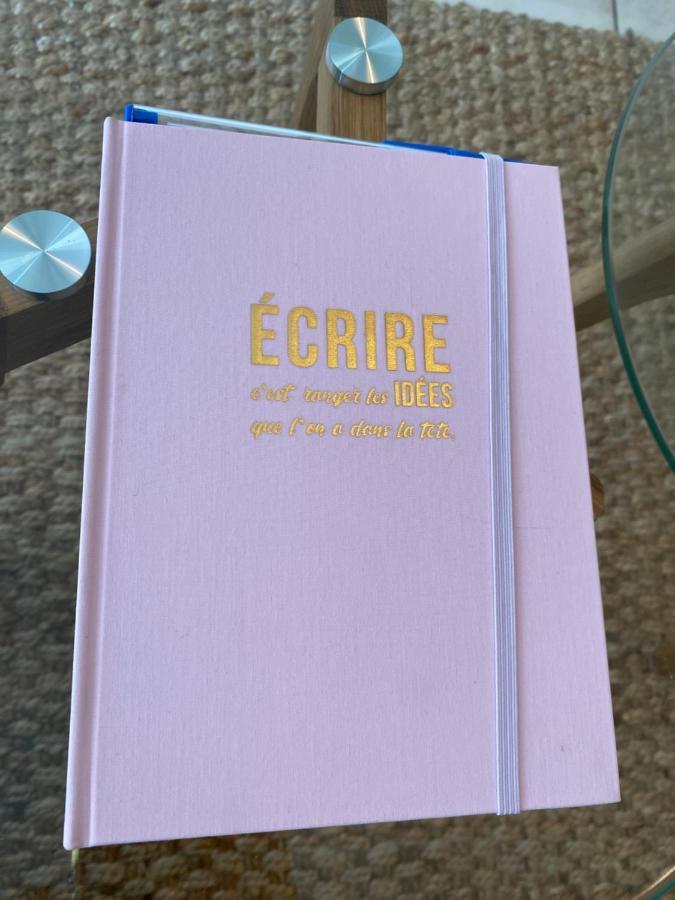 ÉCRIRE
c'est ranger les IDÉES
que l'on a dans la tête.